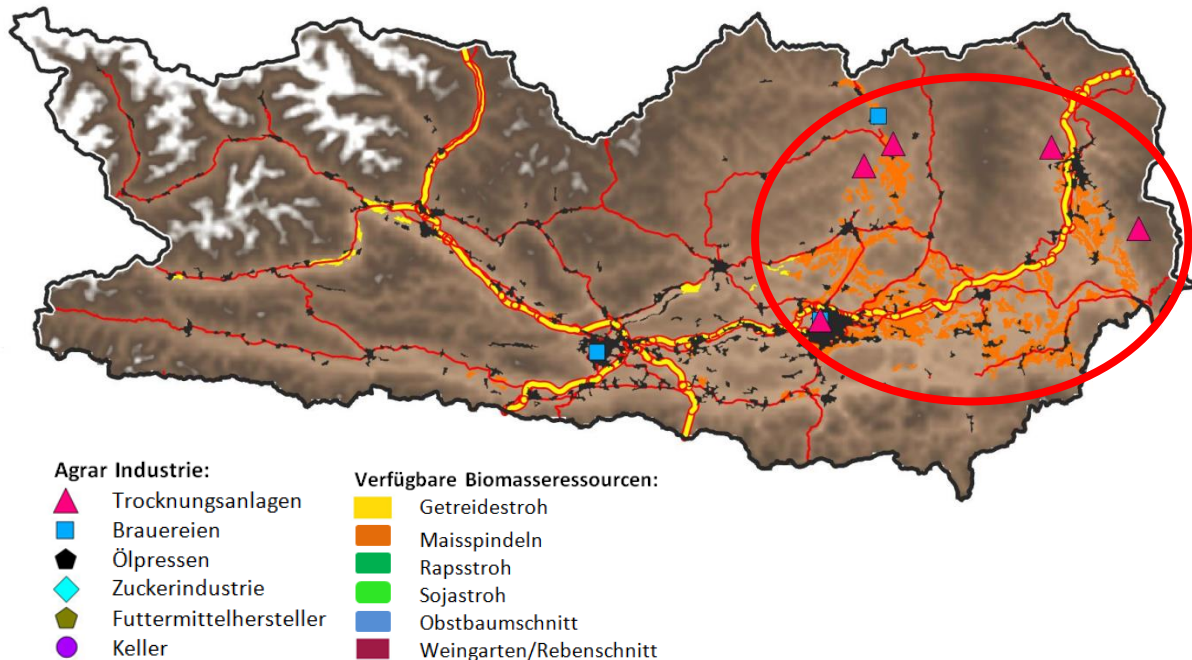 Agrar Industrie:
Trocknungsanlagen
Brauereien
Ölpressen
Zuckerindustrie
Futtermittelhersteller
Keller
Verfügbare Biomasseressourcen:
Getreidestroh
Maisspindeln
Rapsstroh
Sojastroh
Obstbaumschnitt
Weingarten/Rebenschnitt